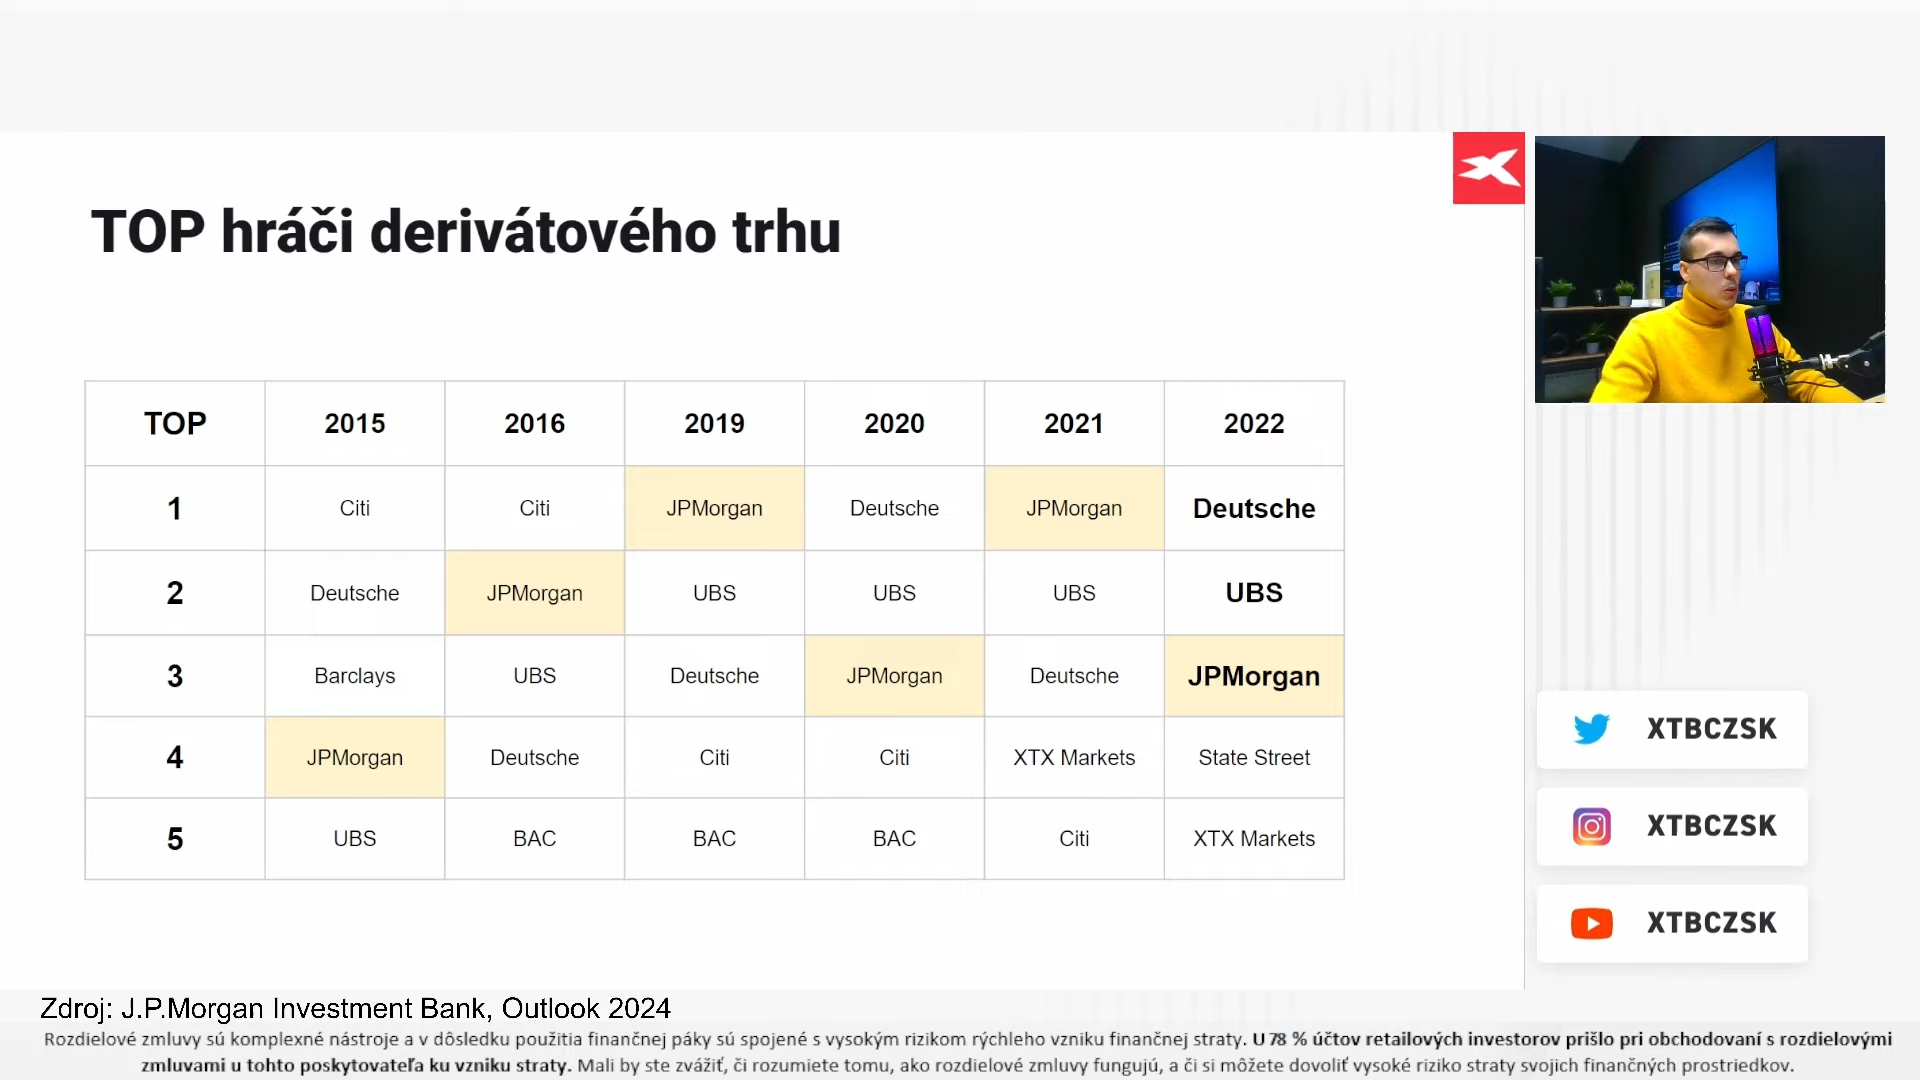 TOP hráči derivátového trhu
TOP 2015 2016 2019 2020 2021 2022
1 Citi Citi JPMorgan Deutsche JPMorgan Deutsche
2 Deutsche JPMorgan UBS UBS UBS UBS
3 Barclays UBS Deutsche JPMorgan Deutsche JPMorgan
4 JPMorgan Deutsche Citi Citi XTX Markets State Street
5 UBS BAC BAC BAC Citi XTX Markets
XTBCZSK
XTBCZSK
XTBCZSK
Zdroj: J.P.Morgan Investment Bank, Outlook 2024
Rozdielové zmluvy sú komplexné nástroje a v dôsledku použitia finančnej páky sú spojené s vysokým rizikom rýchleho vzniku finančnej straty. U 78 % účtov retailových investorov prišlo pri obchodovaní s rozdielovými
zmluvami u tohto poskytovateľa ku vzniku straty. Mali by ste zvážiť, či rozumiete tomu, ako rozdielové zmluvy fungujú, a či si môžete dovoliť vysoké riziko straty svojich finančných prostriedkov.